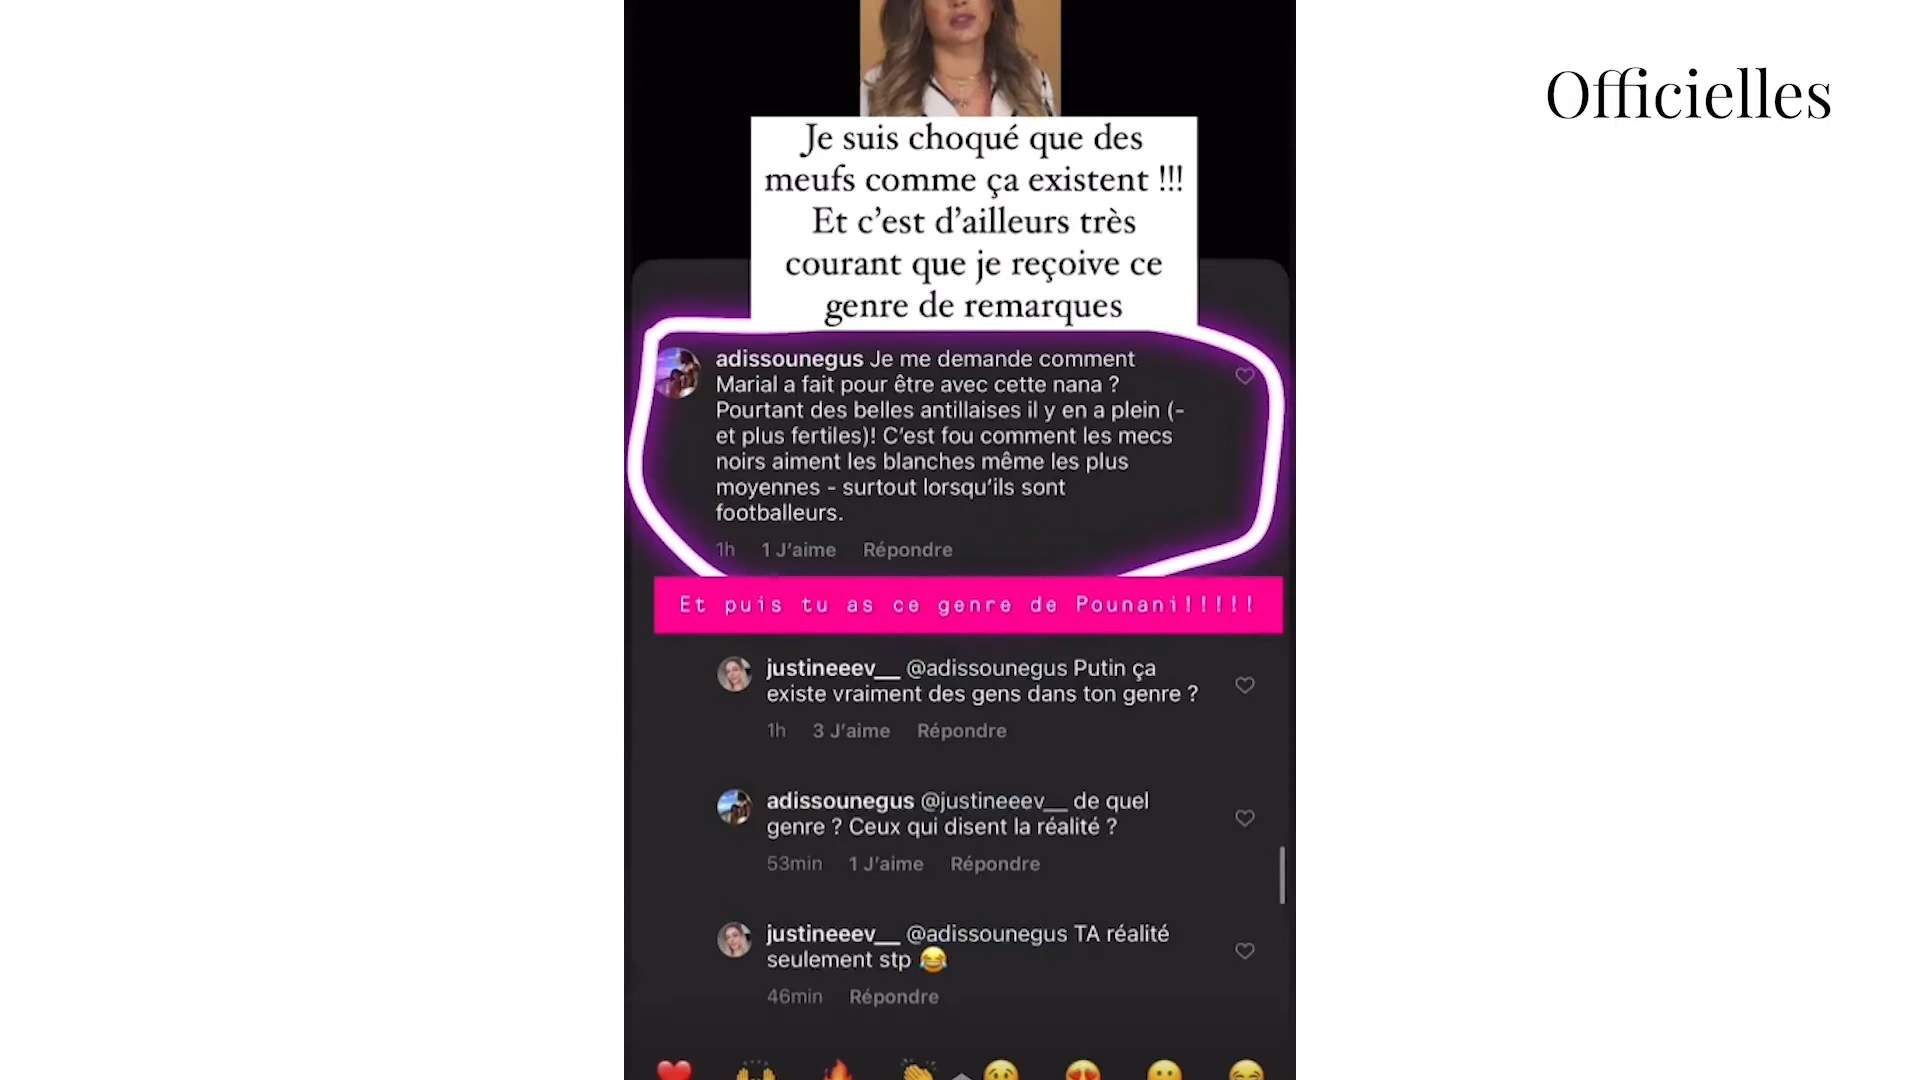 Officielles
Je suis choqué que des
meufs comme ça existent !!!
Et c’est d’ailleurs très
courant que je reçoive ce
genre de remarques
adissounegus Je me demande comment
Marial a fait pour être avec cette nana ?
Pourtant des belles antillaises il y en a plein (-
et plus fertiles)! C’est fou comment les mecs
noirs aiment les blanches même les plus
moyennes - surtout lorsqu’ils sont
footballeurs.
1h 1 J’aime Répondre
Et puis tu as ce genre de Pounani!!!!!
justineeev__ @adissounegus Putin ça
existe vraiment des gens dans ton genre ?
1h 3 J’aime Répondre
adissounegus @justineeev__ de quel
genre ? Ceux qui disent la réalité ?
53min 1 J’aime Répondre
justineeev__ @adissounegus TA réalité
seulement stp 😂
46min Répondre